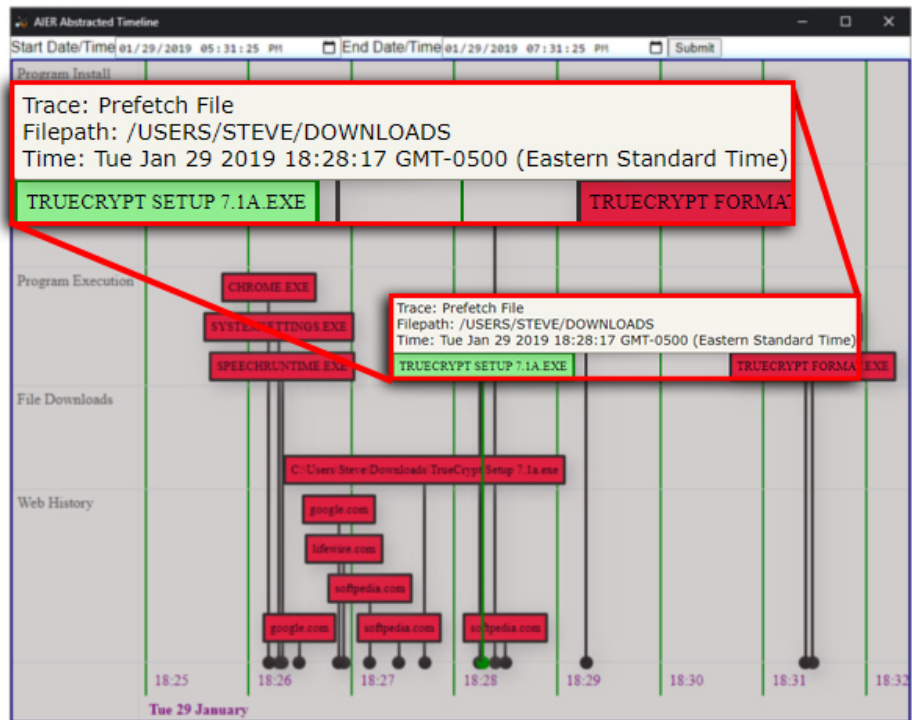 AIER Abstracted Timeline
Start Date/Time 01/29/2019 05:31:25 PM End Date/Time 01/29/2019 07:31:25 PM Submit
Program Install
Trace: Prefetch File
Filepath: /USERS/STEVE/DOWNLOADS
Time: Tue Jan 29 2019 18:28:17 GMT-0500 (Eastern Standard Time)
TRUECRYPT SETUP 7.1A.EXE TRUECRYPT FORMA
Program Execution
CHROME.EXE
SYSTEMSETTINGS.EXE
SPEECHRUNTIME.EXE
Trace: Prefetch File
Filepath: /USERS/STEVE/DOWNLOADS
Time: Tue Jan 29 2019 18:28:17 GMT-0500 (Eastern Standard Time)
TRUECRYPT SETUP 7.1A.EXE TRUECRYPT FORMAT.EXE
File Downloads
C:\Users\Steve\Downloads\TrueCrypt Setup 7.1a.exe
Web History
google.com
lifewire.com
softpedia.com
google.com softpedia.com softpedia.com
18:25 18:26 18:27 18:28 18:29 18:30 18:31 18:32
Tue 29 January